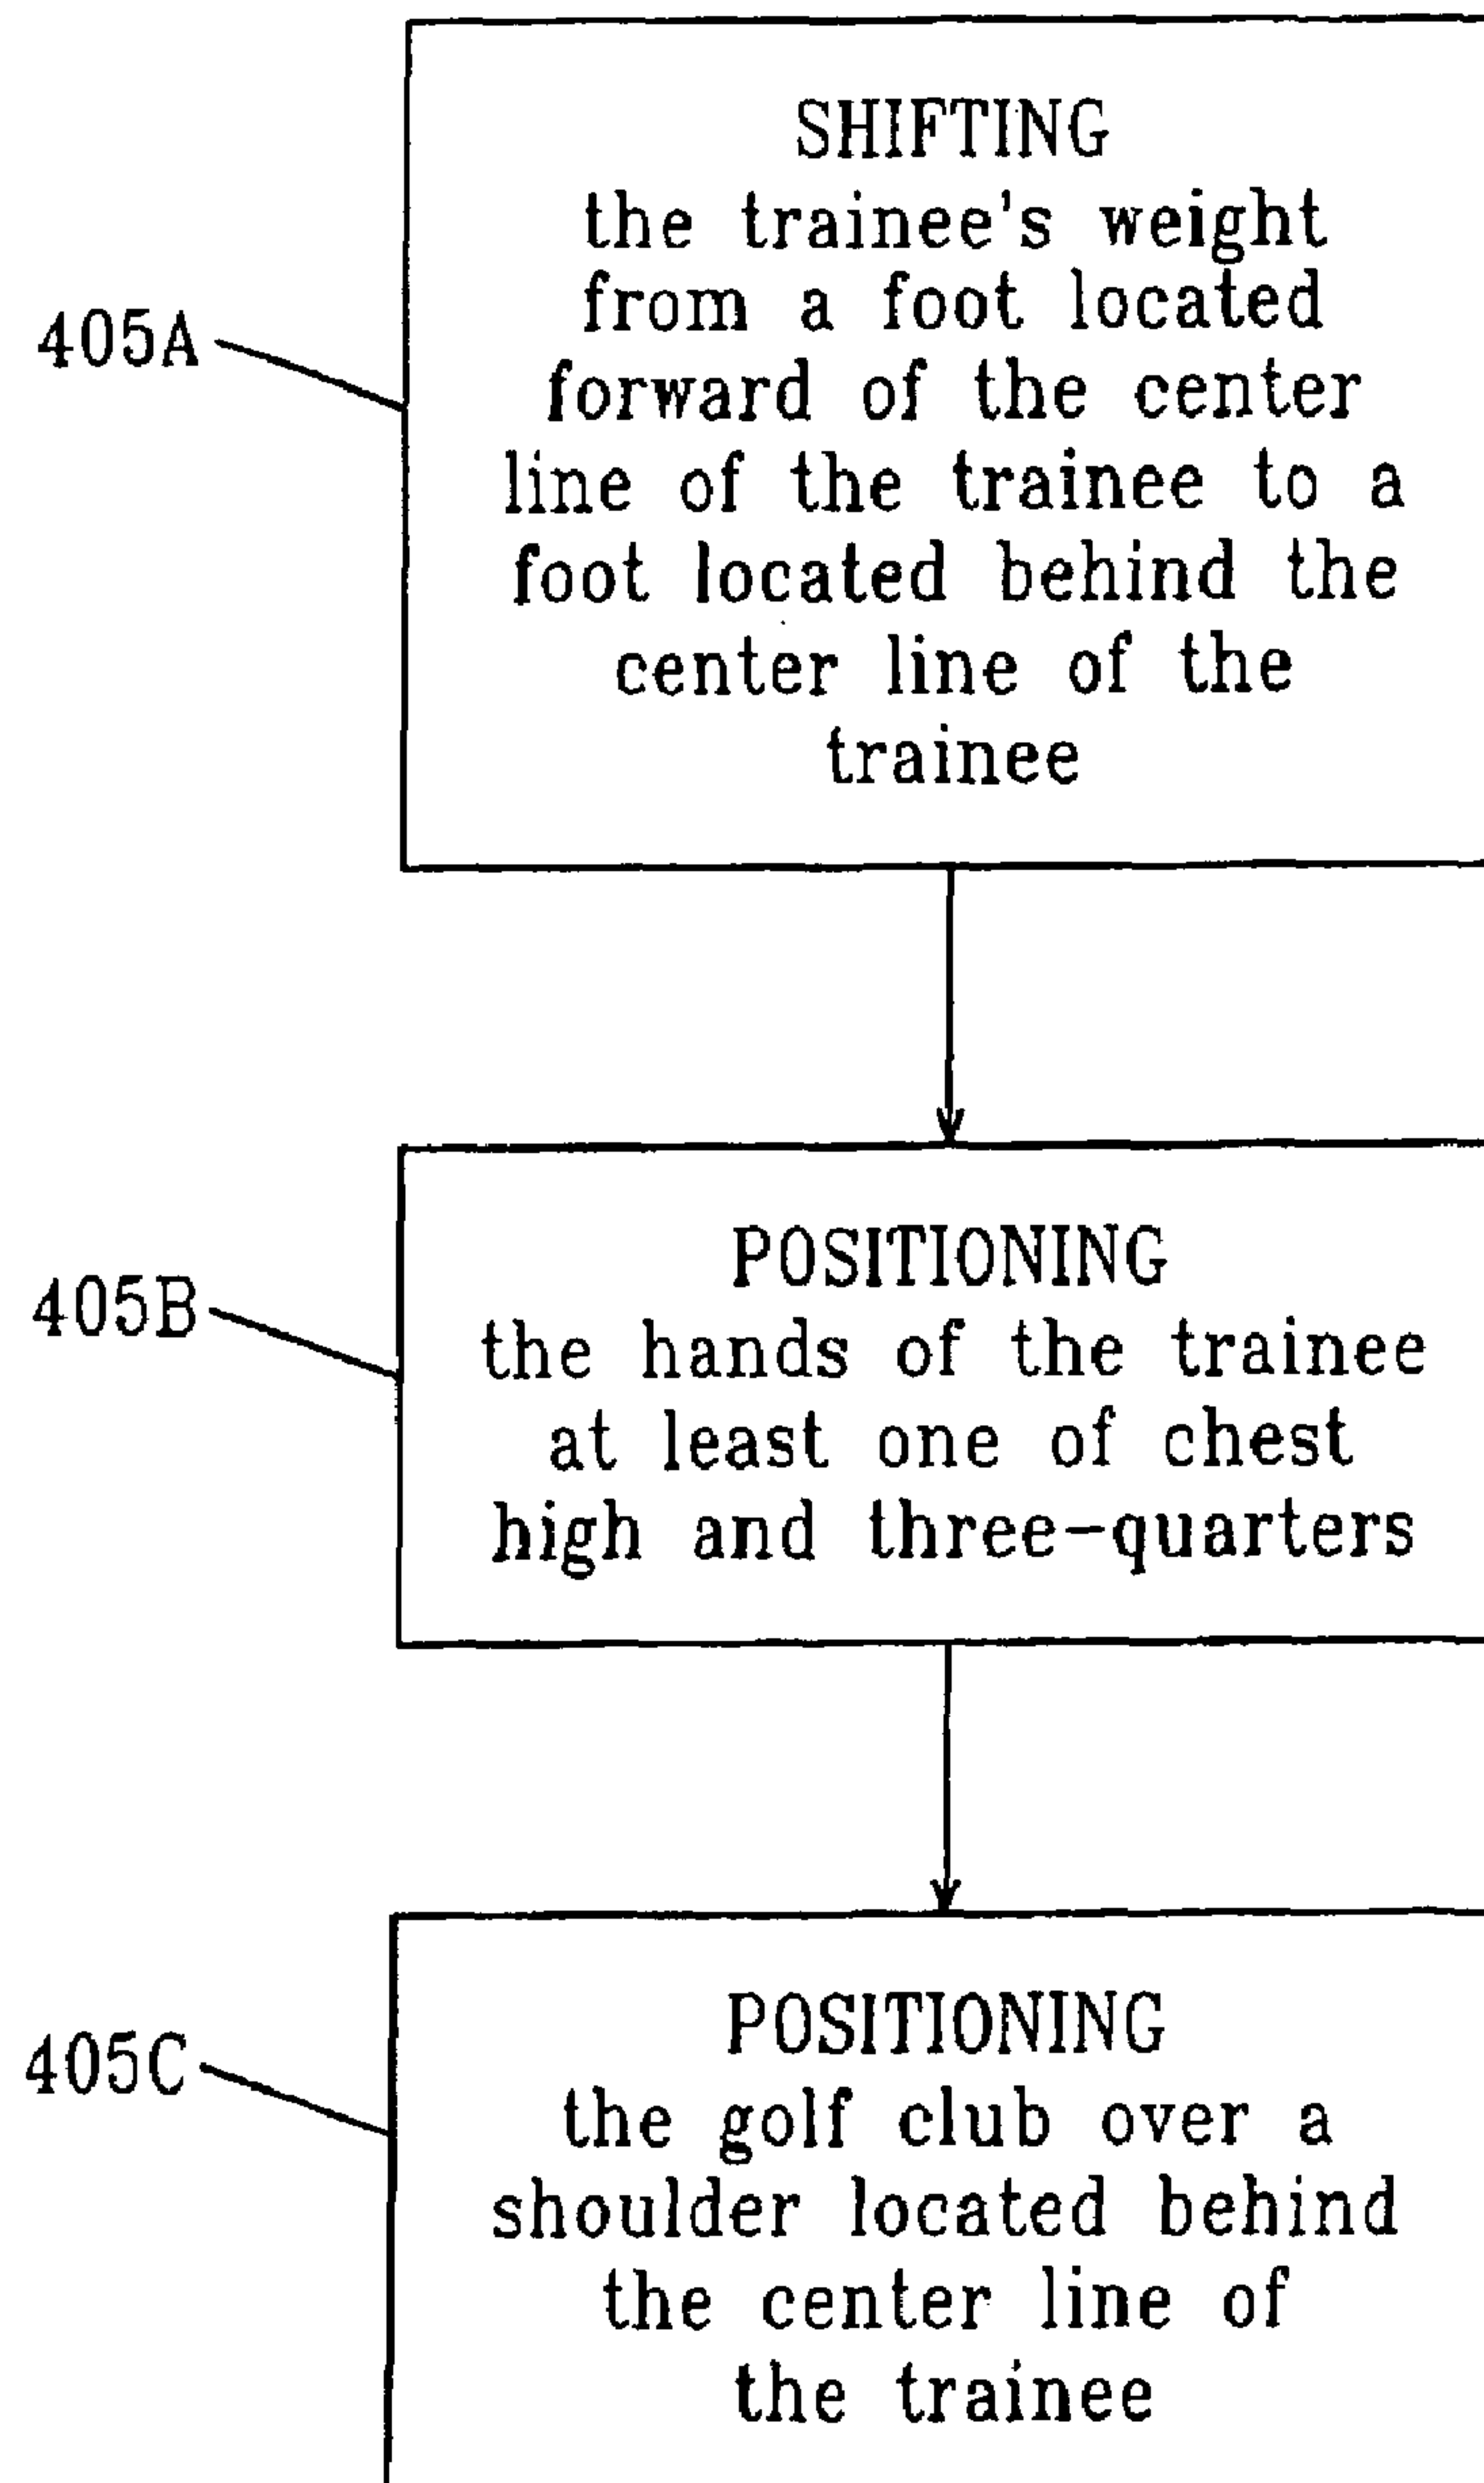 SHIFTING
the trainee's weight
from a foot located
forward of the center
line of the trainee to a
foot located behind the
center line of the
trainee
405A
POSITIONING
the hands of the trainee
at least one of chest
high and three-quarters
405B
POSITIONING
the golf club over a
shoulder located behind
the center line of
the trainee
405C